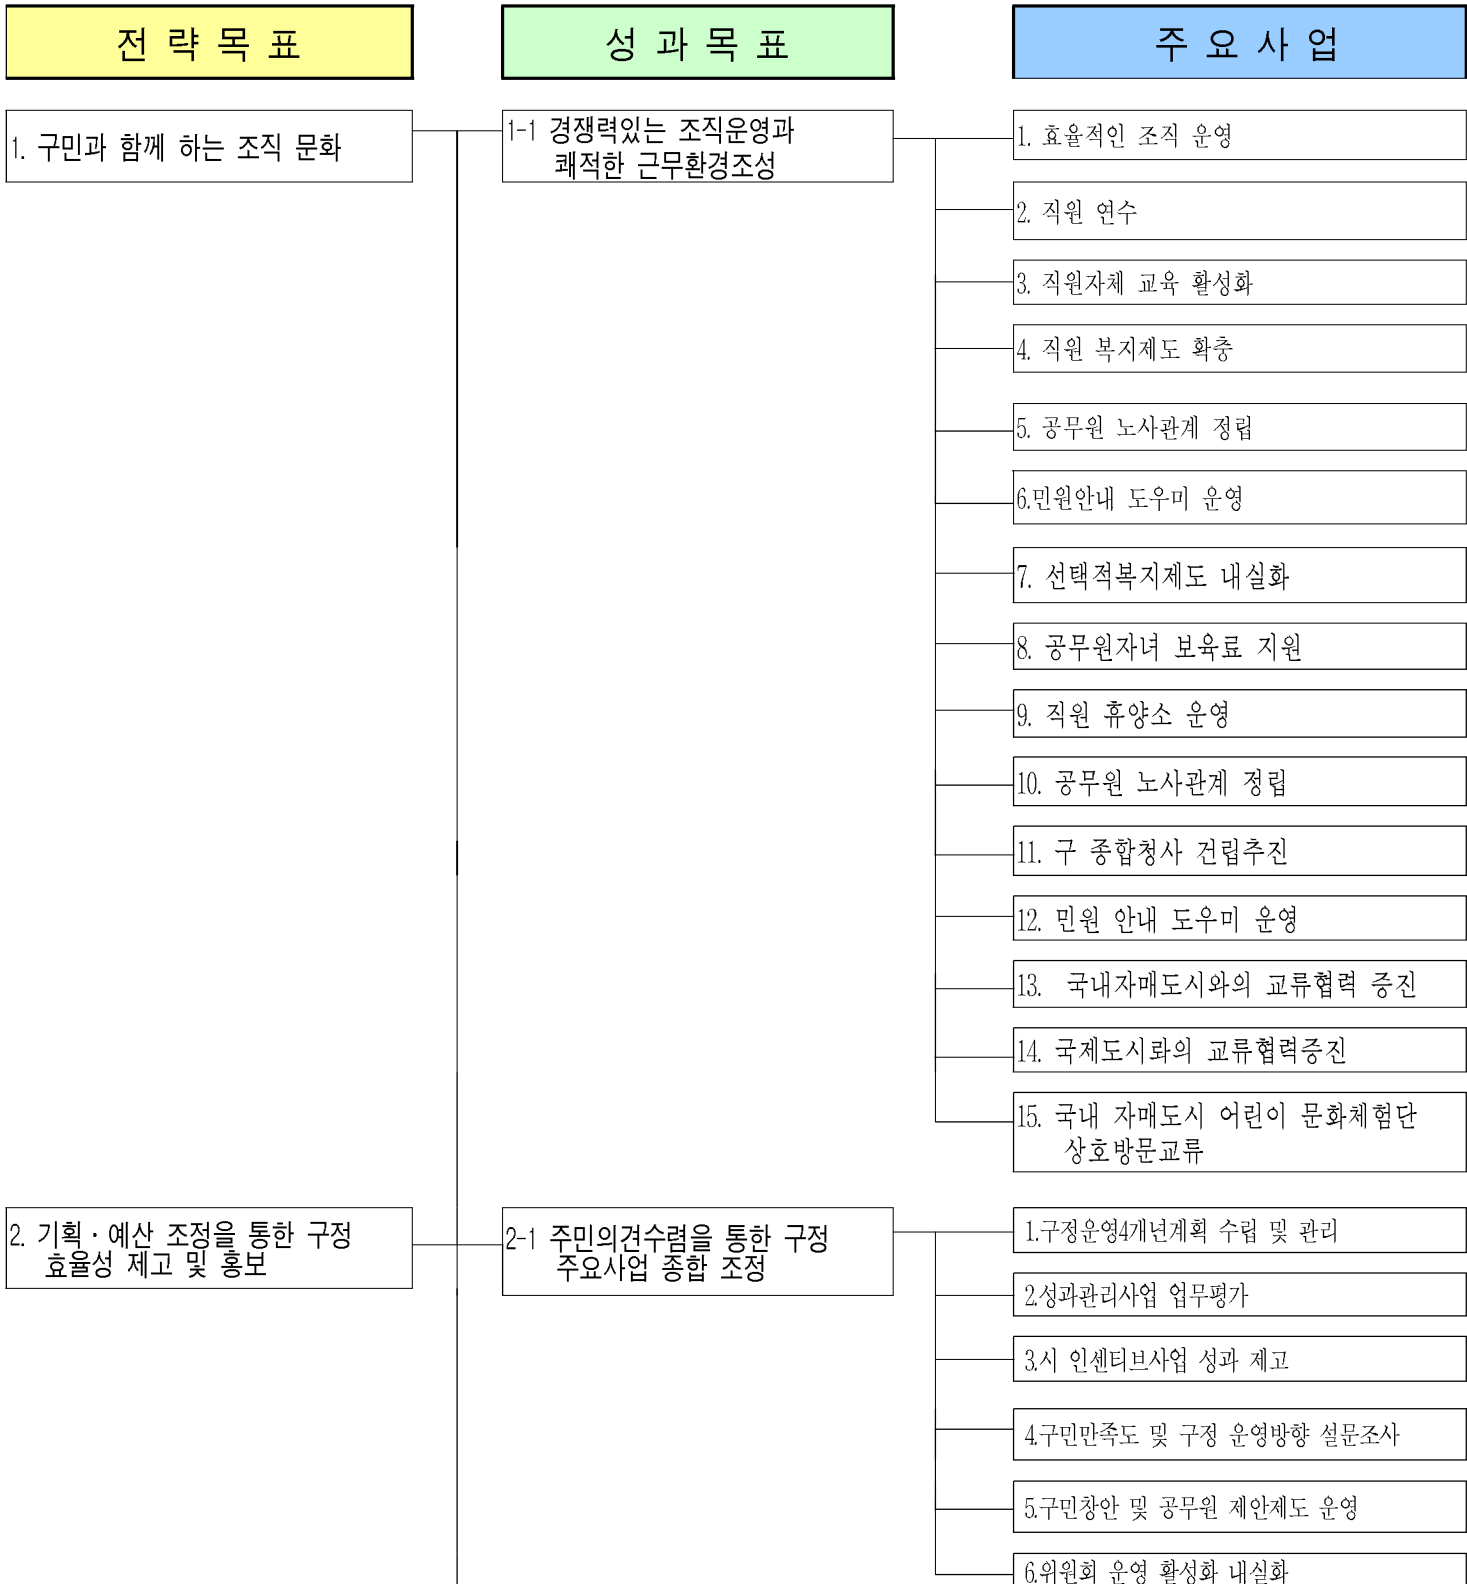 전 략 목 표
성 과 목 표
주 요 사 업
1. 구민과 함께 하는 조직 문화
1-1 경쟁력있는 조직운영과
쾌적한 근무환경조성
1. 효율적인 조직 운영
2. 직원 연수
3. 직원자체 교육 활성화
4. 직원 복지제도 확충
5. 공무원 노사관계 정립
6.민원안내 도우미 운영
7. 선택적복지제도 내실화
8. 공무원자녀 보육료 지원
9. 직원 휴양소 운영
10. 공무원 노사관계 정립
11. 구 종합청사 건립추진
12. 민원 안내 도우미 운영
13. 국내자매도시와의 교류협력 증진
14. 국제도시롸의 교류협력증진
15. 국내 자매도시 어린이 문화체험단
상호방문교류
2. 기획·예산 조정을 통한 구정
효율성 제고 및 홍보
2-1 주민의견수렴을 통한 구정
주요사업 종합 조정
1.구정운영4개년계획 수립 및 관리
2.성과관리사업 업무평가
3.시 인센티브사업 성과 제고
4.구민만족도 및 구정 운영방향 설문조사
5.구민창안 및 공무원 제안제도 운영
6.위원회 운영 활성화 내실화